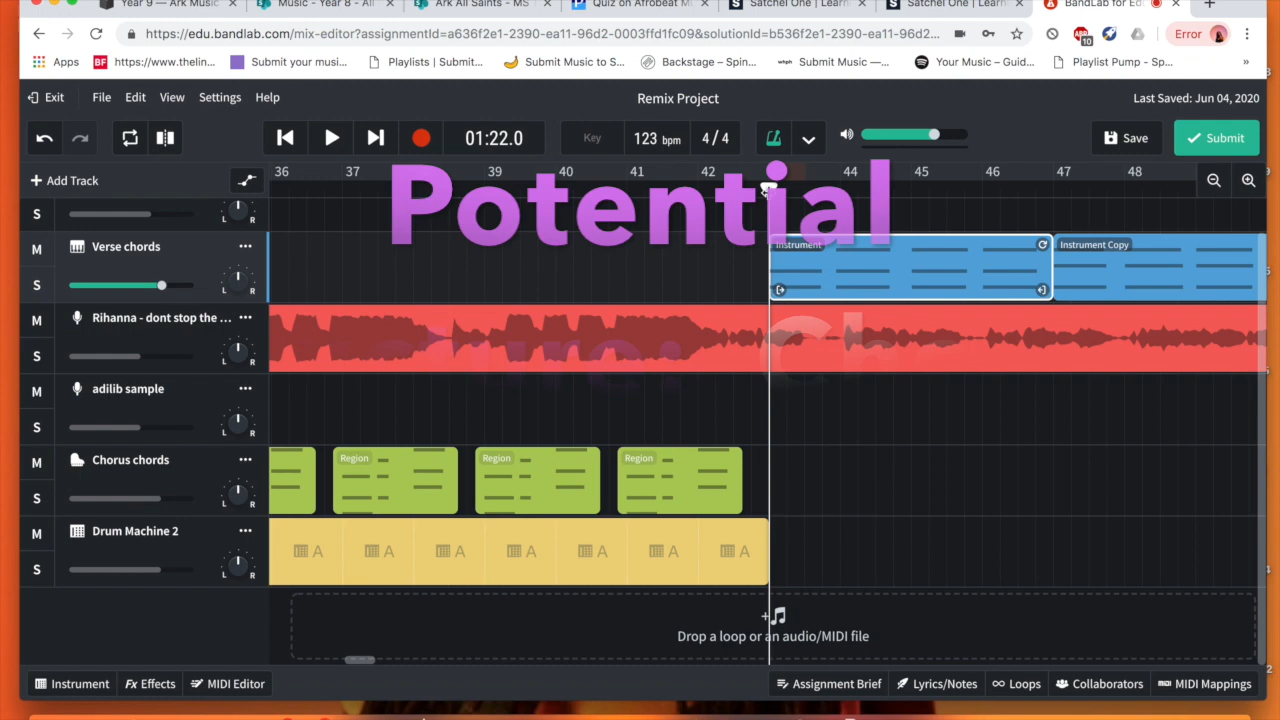 Year 9 — Ark Music
Music - Year 8 - All
Ark All Saints - MS T
Quiz on Afrobeat M
Satchel One | Learn
Satchel One | Learn
BandLab for Ed
https://edu.bandlab.com/mix-editor?assignmentId=a636f2e1-2390-ea11-96d2-0003ffd1fc09&solutionId=b536f2e1-2390-ea11-96d2-0...
10
Error
Apps
BF https://www.thelin...
Submit your musi...
Playlists | Submit...
Submit Music to S...
Backstage – Spin...
whph Submit Music —...
Your Music – Guid...
Playlist Pump - Sp...
»
Exit File Edit View Settings Help
Remix Project
Last Saved: Jun 04, 2020
01:22.0
Key
123 bpm
4 / 4
Save
Submit
+ Add Track
36 37 39 40 41 42 44 45 46 47 48
Potential
S
L R
M Verse chords ...
S L R
Instrument
Instrument Copy
M Rihanna - dont stop the ... ...
S L R
ture: Ch
M adilib sample ...
S L R
M Chorus chords ...
S L R
Region
Region
Region
M Drum Machine 2 ...
S L R
A A A A A A A
Drop a loop or an audio/MIDI file
Instrument
Fx Effects
MIDI Editor
Assignment Brief
Lyrics/Notes
Loops
Collaborators
MIDI Mappings